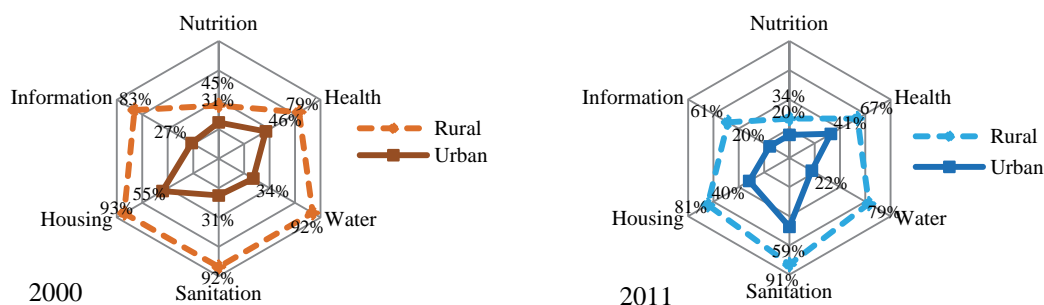 Nutrition
45%
31%
Information
83%
79%
Health
27%
46%
Rural
Urban
55%
34%
Housing
93%
31%
Water
92%
92%
Sanitation
2000
Nutrition
34%
20%
Information
61%
67%
Health
20%
41%
Rural
Urban
40%
22%
Housing
81%
79%
Water
59%
91%
Sanitation
2011